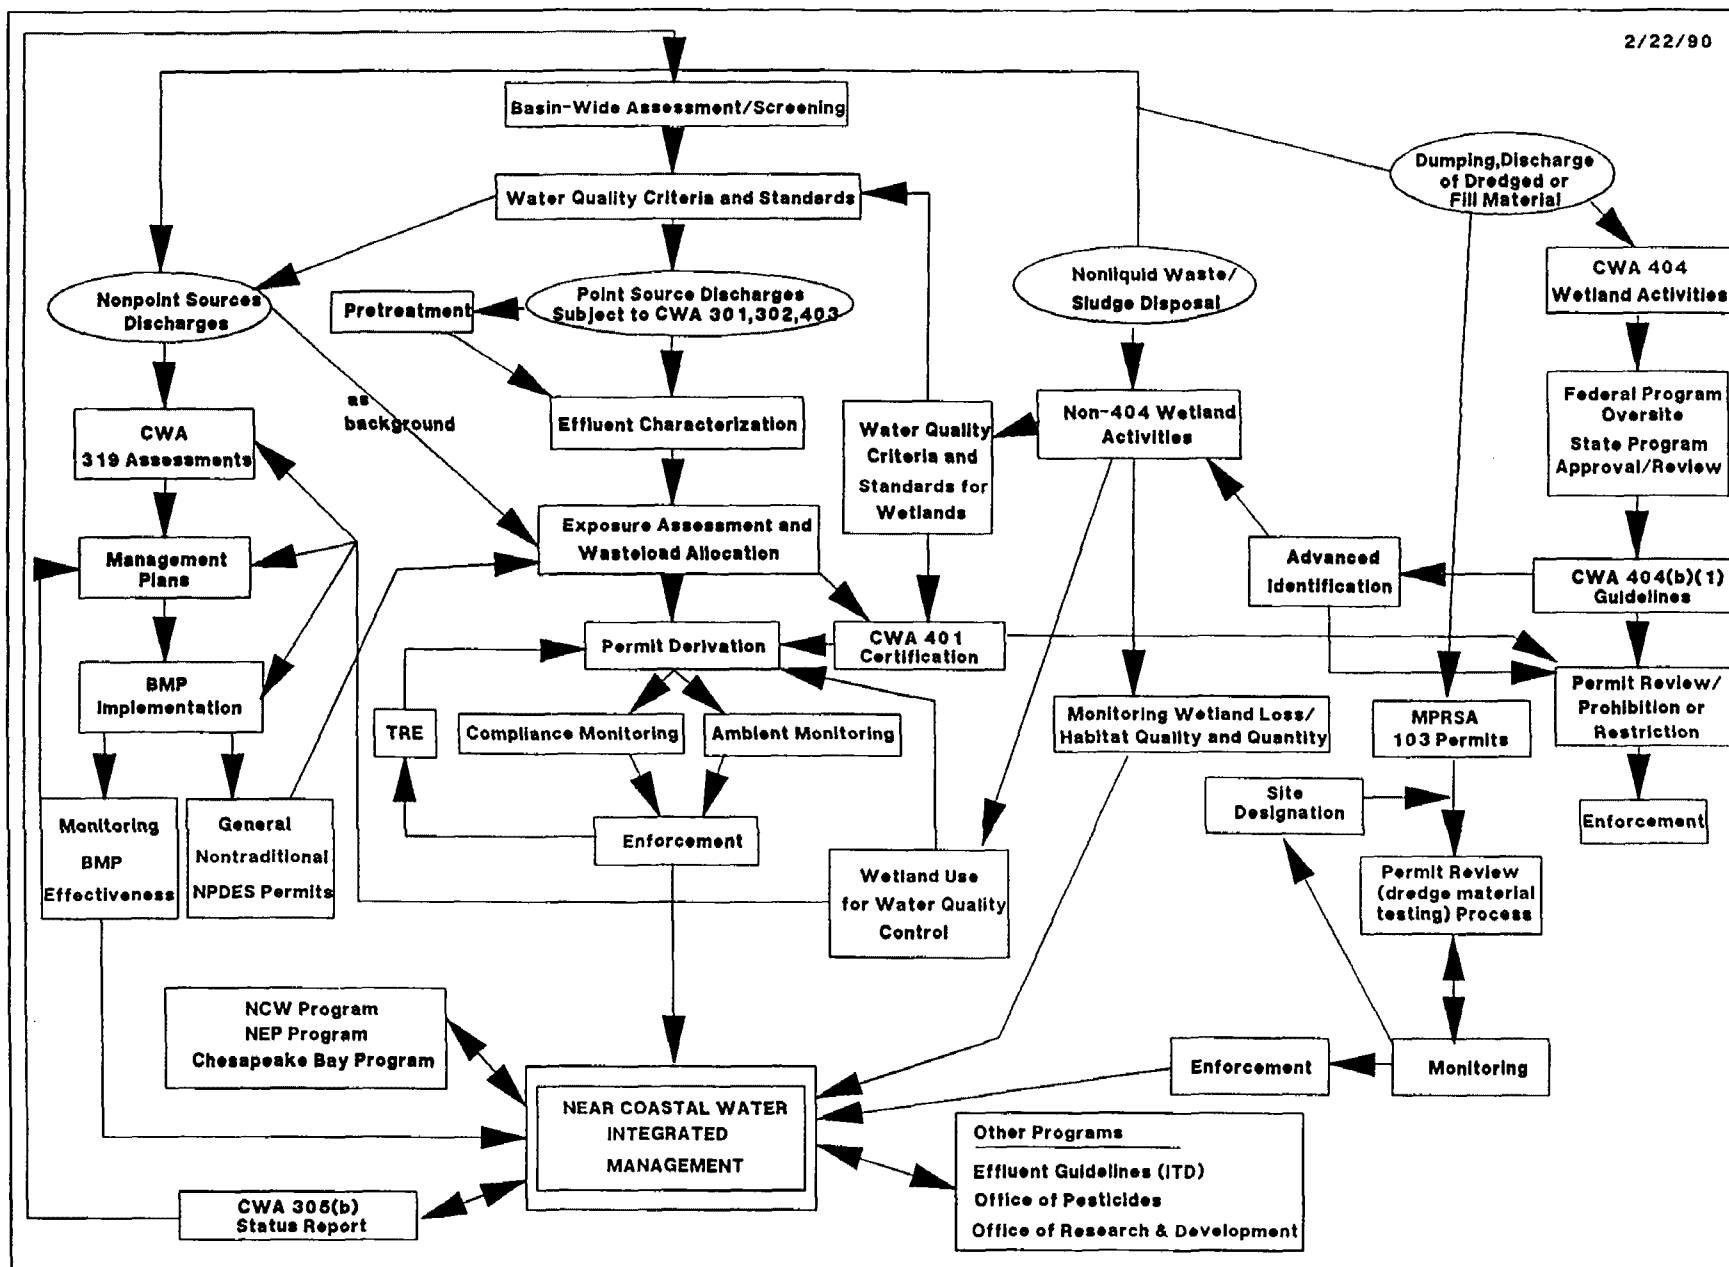 2/22/90
Basin-Wide Assessment/Screening
Water Quality Criteria and Standards
Dumping,Discharge
of Dredged or
Fill Material
Nonpoint Sources
Discharges
Pretreatment
Point Source Discharges
Subject to CWA 301,302,403
Nonliquid Waste/
Sludge Disposal
CWA 404
Wetland Activities
as
background
CWA
319 Assessments
Effluent Characterization
Water Quality
Criteria and
Standards for
Wetlands
Non-404 Wetland
Activities
Federal Program
Oversite
State Program
Approval/Review
Management
Plans
Exposure Assessment and
Wasteload Allocation
Advanced
Identification
CWA 404(b)(1)
Guidelines
BMP
Implementation
Permit Derivation
CWA 401
Certification
TRE
Compliance Monitoring
Ambient Monitoring
Monitoring Wetland Loss/
Habitat Quality and Quantity
MPRSA
103 Permits
Permit Review/
Prohibition or
Restriction
Monitoring
BMP
Effectiveness
General
Nontraditional
NPDES Permits
Enforcement
Wetland Use
for Water Quality
Control
Site
Designation
Enforcement
Permit Review
(dredge material
testing) Process
NCW Program
NEP Program
Chesapeake Bay Program
Enforcement
Monitoring
NEAR COASTAL WATER
INTEGRATED
MANAGEMENT
Other Programs
Effluent Guidelines (ITD)
Office of Pesticides
Office of Research & Development
CWA 305(b)
Status Report